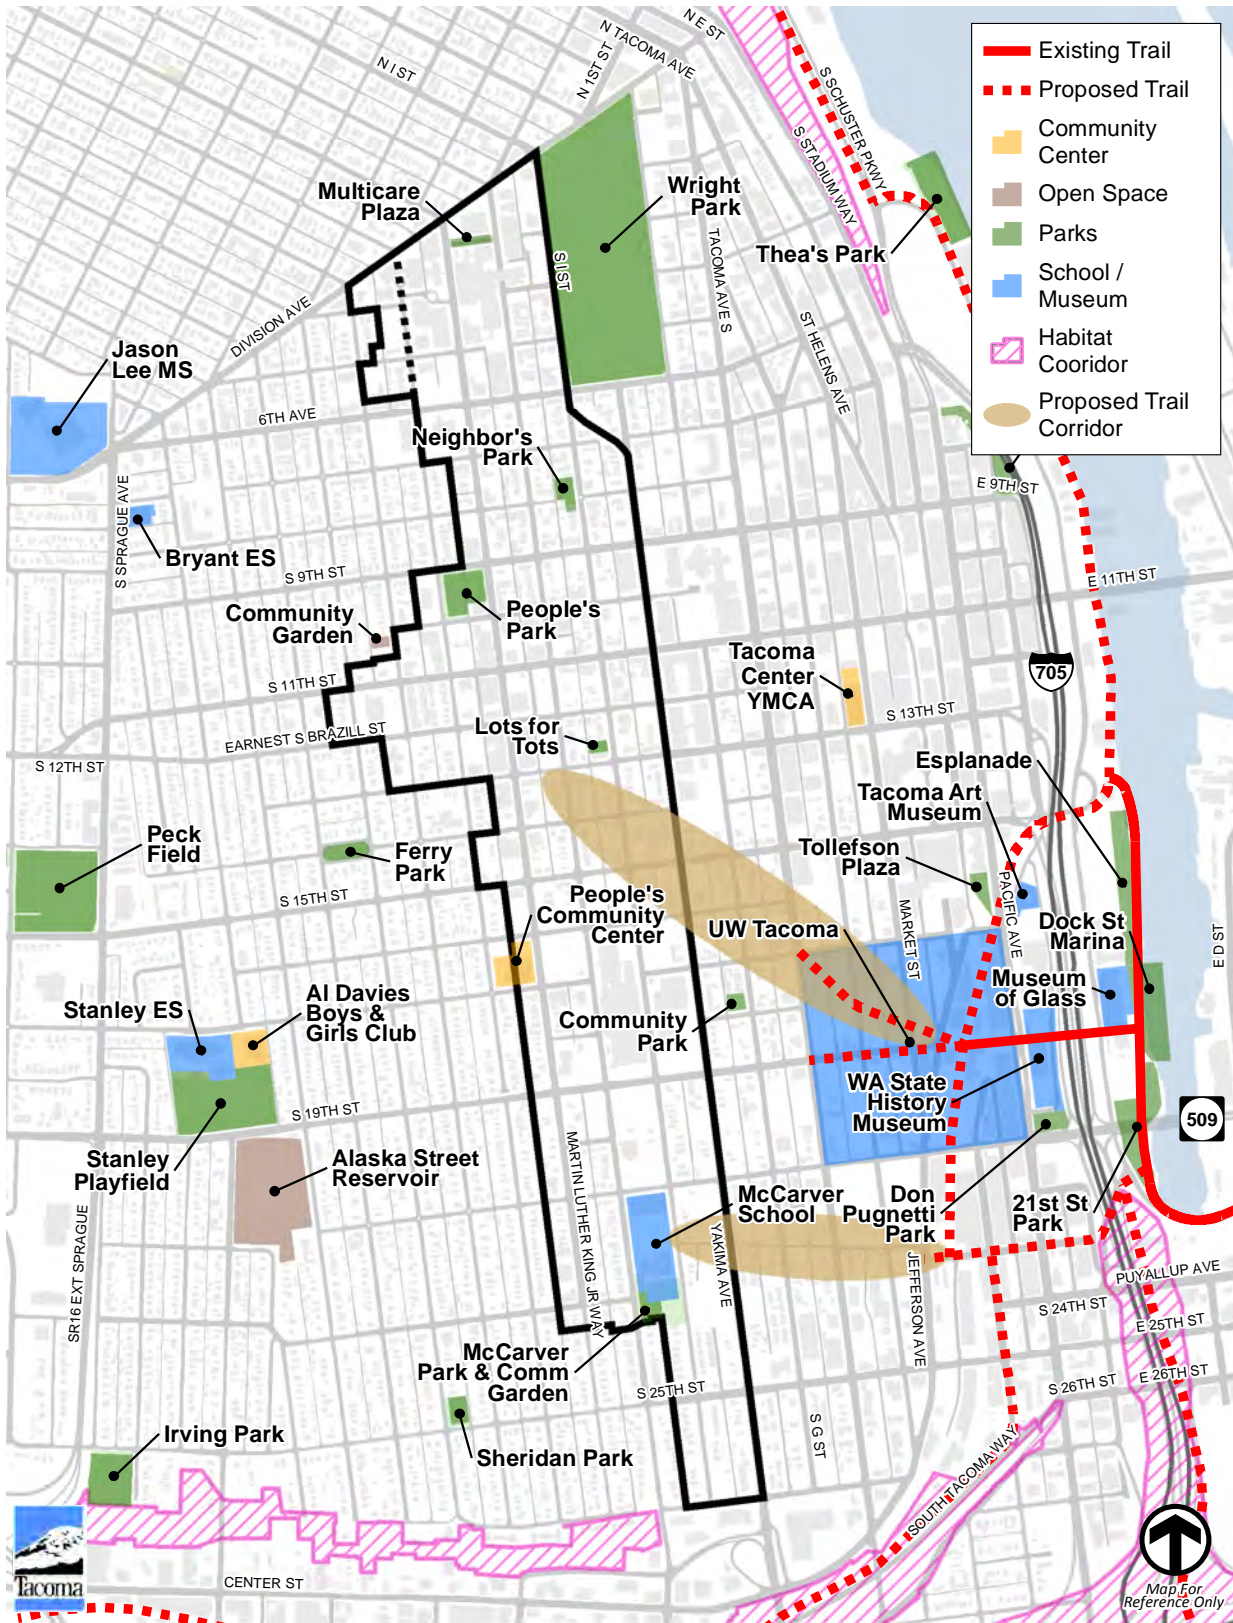 N E ST
N TACOMA AVE
N 1ST ST
N I ST
S SCHUSTER PKWY
S STADIUM WAY
Existing Trail
Proposed Trail
Community
Center
Open Space
Parks
School /
Museum
Habitat
Cooridor
Proposed Trail
Corridor
Multicare
Plaza
Wright
Park
Thea's Park
S I ST
TACOMA AVE S
ST HELENS AVE
DIVISION AVE
Jason
Lee MS
6TH AVE
Neighbor's
Park
E 9TH ST
S SPRAGUE AVE
Bryant ES
S 9TH ST
E 11TH ST
Community
Garden
People's
Park
Tacoma
Center
YMCA
705
S 11TH ST
S 13TH ST
EARNEST S BRAZILL ST
Lots for
Tots
S 12TH ST
Esplanade
Tacoma Art
Museum
Peck
Field
Ferry
Park
Tollefson
Plaza
PACIFIC AVE
S 15TH ST
People's
Community
Center
MARKET ST
UW Tacoma
Dock St
Marina
E D ST
Museum
of Glass
Stanley ES
Al Davies
Boys &
Girls Club
Community
Park
WA State
History
Museum
S 19TH ST
509
Stanley
Playfield
Alaska Street
Reservoir
MARTIN LUTHER KING JR WAY
McCarver
School
Don
Pugnetti
Park
21st St
Park
SR16 EXT SPRAGUE
YAKIMA AVE
JEFFERSON AVE
PUYALLUP AVE
S 24TH ST
E 25TH ST
McCarver
Park & Comm
Garden
S 25TH ST
S 26TH ST
E 26TH ST
S G ST
Irving Park
Sheridan Park
SOUTH TACOMA WAY
Tacoma
CENTER ST
Map For
Reference Only